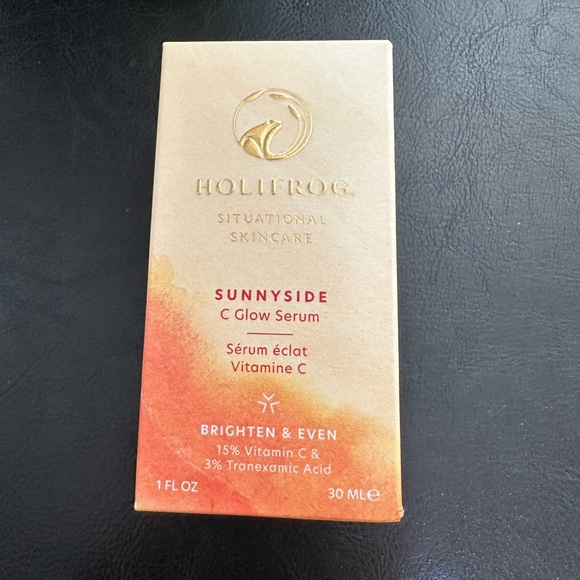 HOLIFROG®
SITUATIONAL
SKINCARE
SUNNYSIDE
C Glow Serum
Sérum éclat
Vitamine C
BRIGHTEN & EVEN
15% Vitamin C &
3% Tranexamic Acid
1 FL OZ 30 ML℮